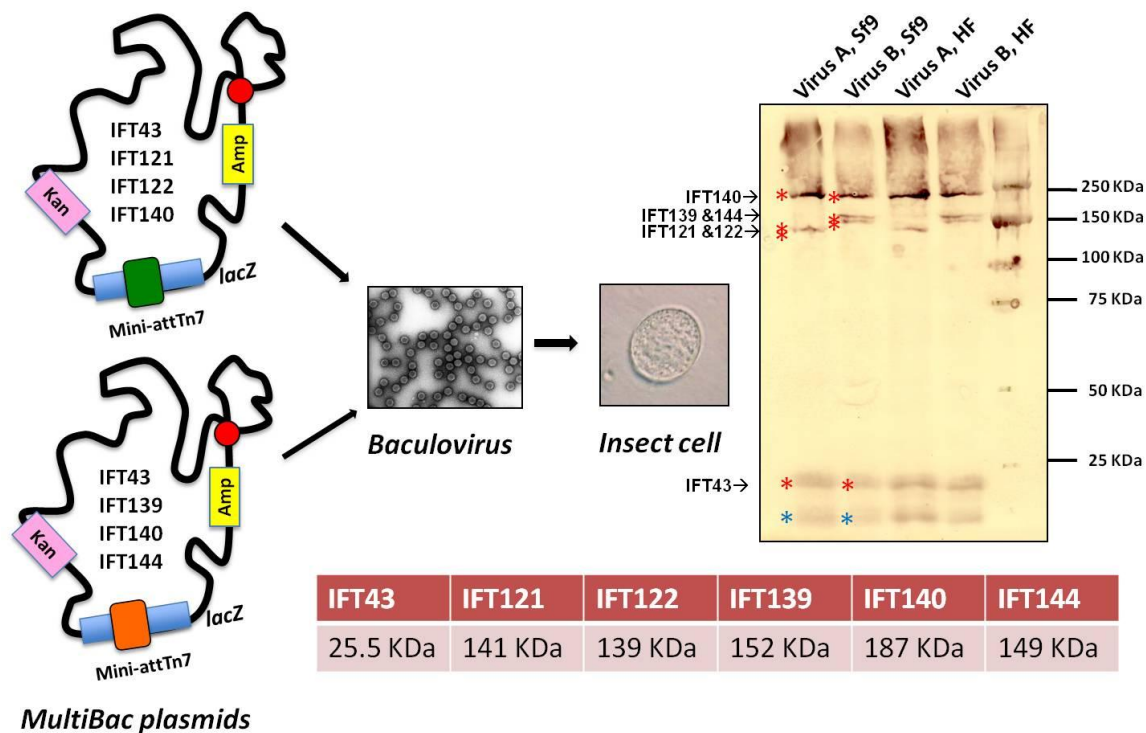 IFT43
IFT121
IFT122
IFT140
Kan
Amp
lacZ
Mini-attTn7
IFT43
IFT139
IFT140
IFT144
Kan
Amp
lacZ
Mini-attTn7
MultiBac plasmids
Baculovirus
Insect cell
Virus A, Sf9
Virus B, Sf9
Virus A, HF
Virus B, HF
IFT140→
IFT139 &144→
IFT121 &122→
IFT43→
* *
*
*
*
*
* *
* *
250 KDa
150 KDa
100 KDa
75 KDa
50 KDa
25 KDa
IFT43 IFT121 IFT122 IFT139 IFT140 IFT144
25.5 KDa 141 KDa 139 KDa 152 KDa 187 KDa 149 KDa